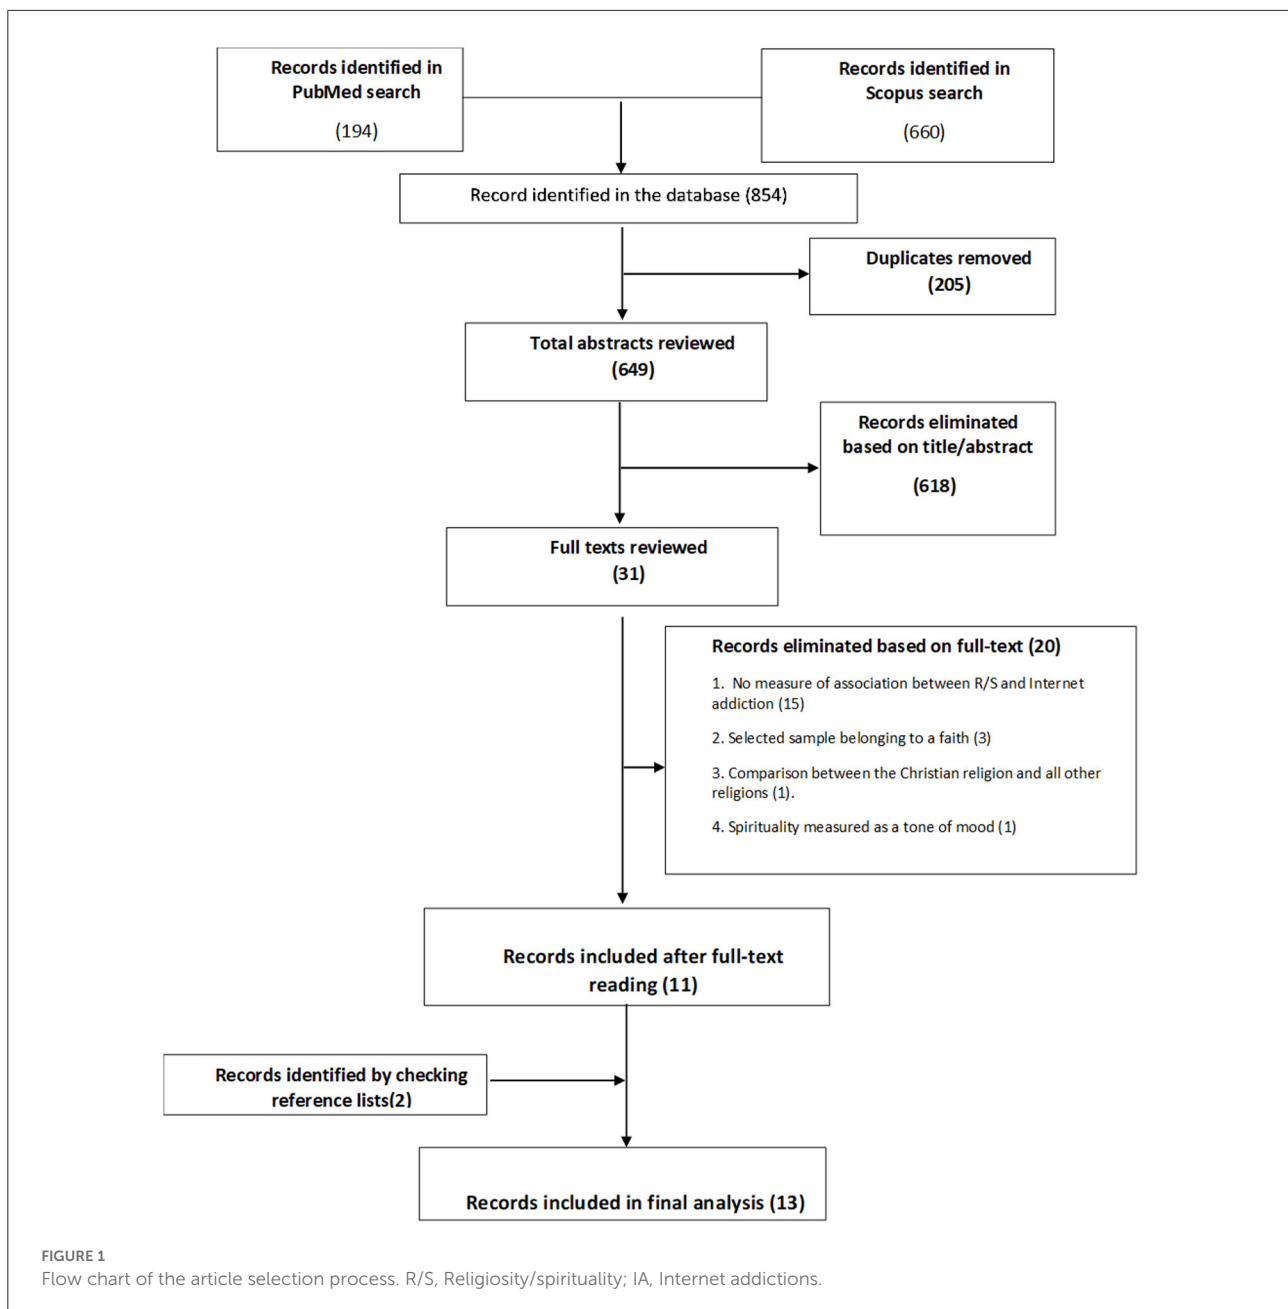 Records identified in
PubMed search
(194)
Records identified in
Scopus search
(660)
Record identified in the database (854)
Duplicates removed
(205)
Total abstracts reviewed
(649)
Records eliminated
based on title/abstract
(618)
Full texts reviewed
(31)
Records eliminated based on full-text (20)
1. No measure of association between R/S and Internet
addiction (15)
2. Selected sample belonging to a faith (3)
3. Comparison between the Christian religion and all other
religions (1).
4. Spirituality measured as a tone of mood (1)
Records included after full-text
reading (11)
Records identified by checking
reference lists(2)
Records included in final analysis (13)
FIGURE 1
Flow chart of the article selection process. R/S, Religiosity/spirituality; IA, Internet addictions.